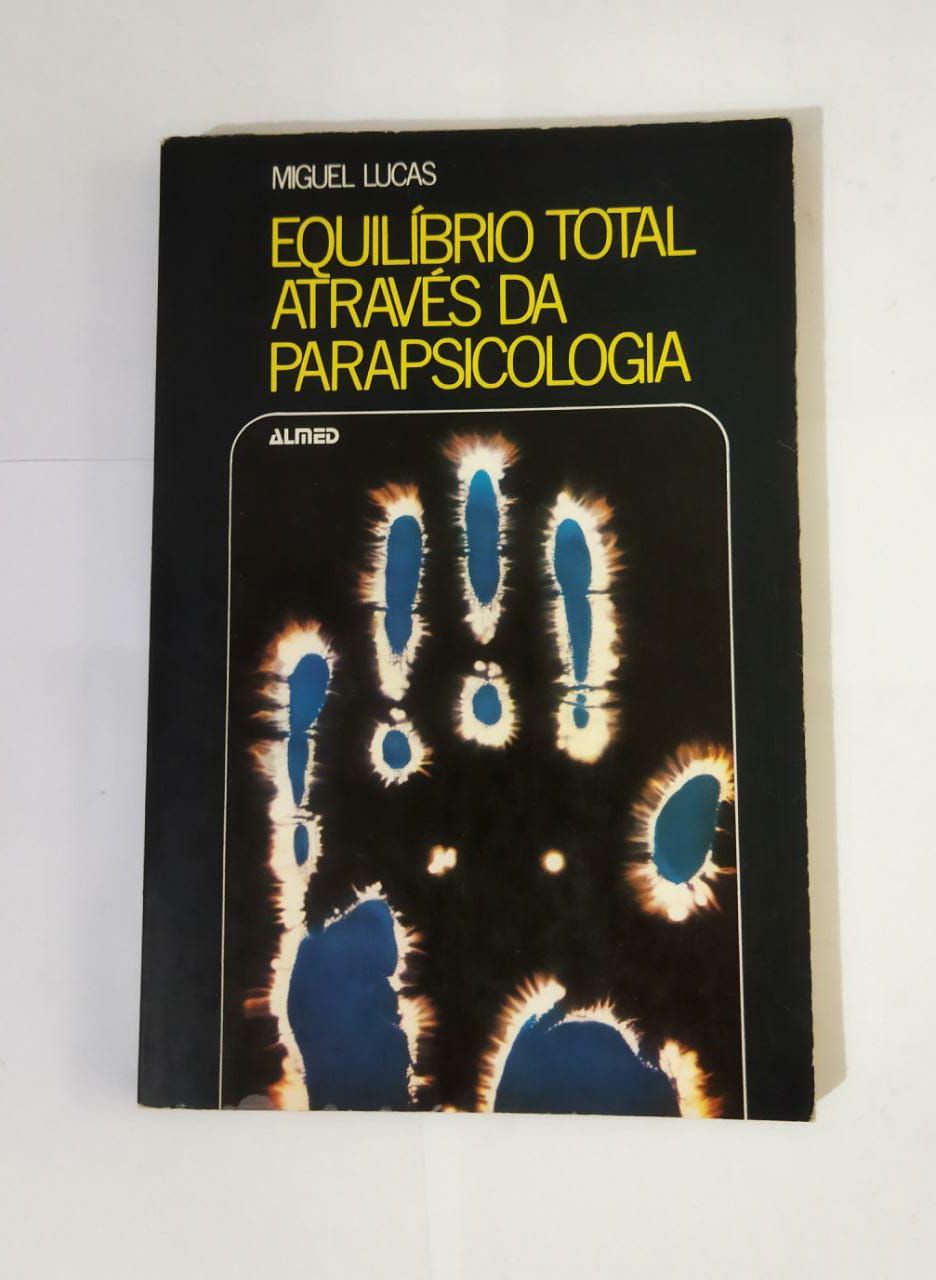 MIGUEL LUCAS
EQUILÍBRIO TOTAL
ATRAVÉS DA
PARAPSICOLOGIA
ALMED